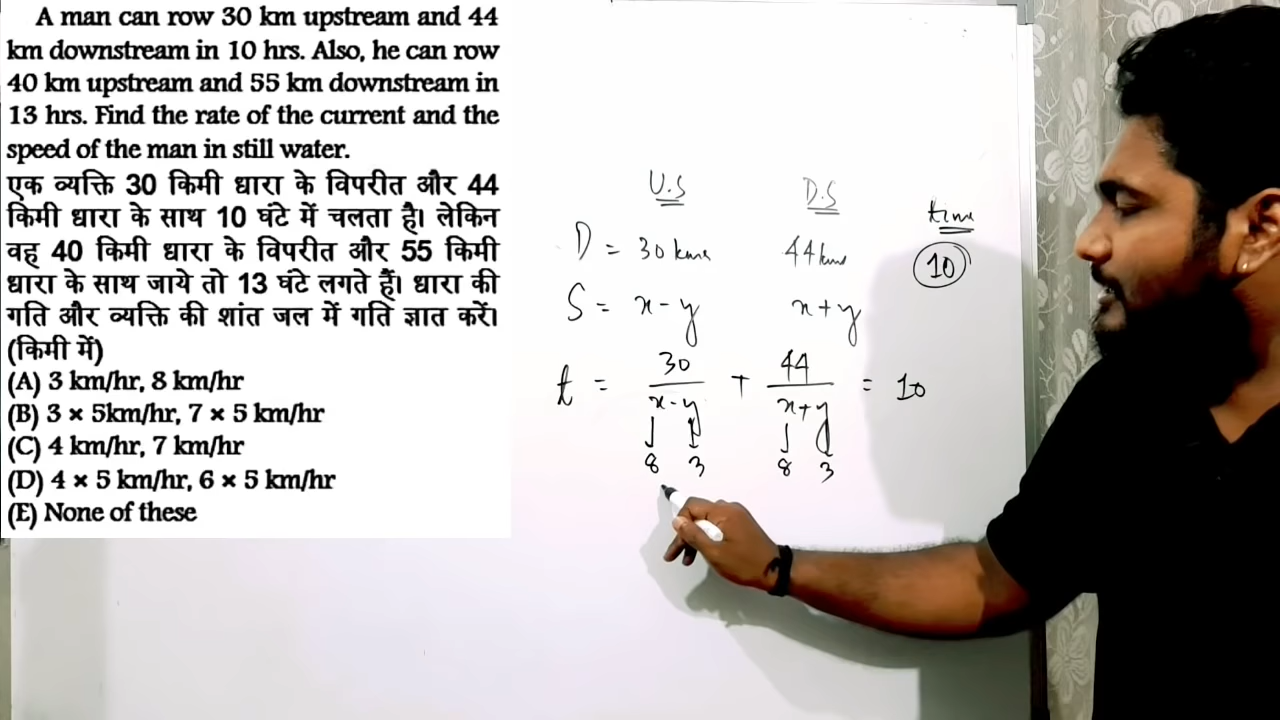 A man can row 30 km upstream and 44
km downstream in 10 hrs. Also, he can row
40 km upstream and 55 km downstream in
13 hrs. Find the rate of the current and the
speed of the man in still water.
एक व्यक्ति 30 किमी धारा के विपरीत और 44
किमी धारा के साथ 10 घंटे में चलता है। लेकिन
वह 40 किमी धारा के विपरीत और 55 किमी
धारा के साथ जाये तो 13 घंटे लगते हैं। धारा की
गति और व्यक्ति की शांत जल में गति ज्ञात करें।
(किमी में)
(A) 3 km/hr, 8 km/hr
(B) 3 × 5km/hr, 7 × 5 km/hr
(C) 4 km/hr, 7 km/hr
(D) 4 × 5 km/hr, 6 × 5 km/hr
(E) None of these
U.S D.S time
D = 30 kms 44 kms 10
S = x-y x+y
t = 30/x-y + 44/x+y = 10
8 3 8 3